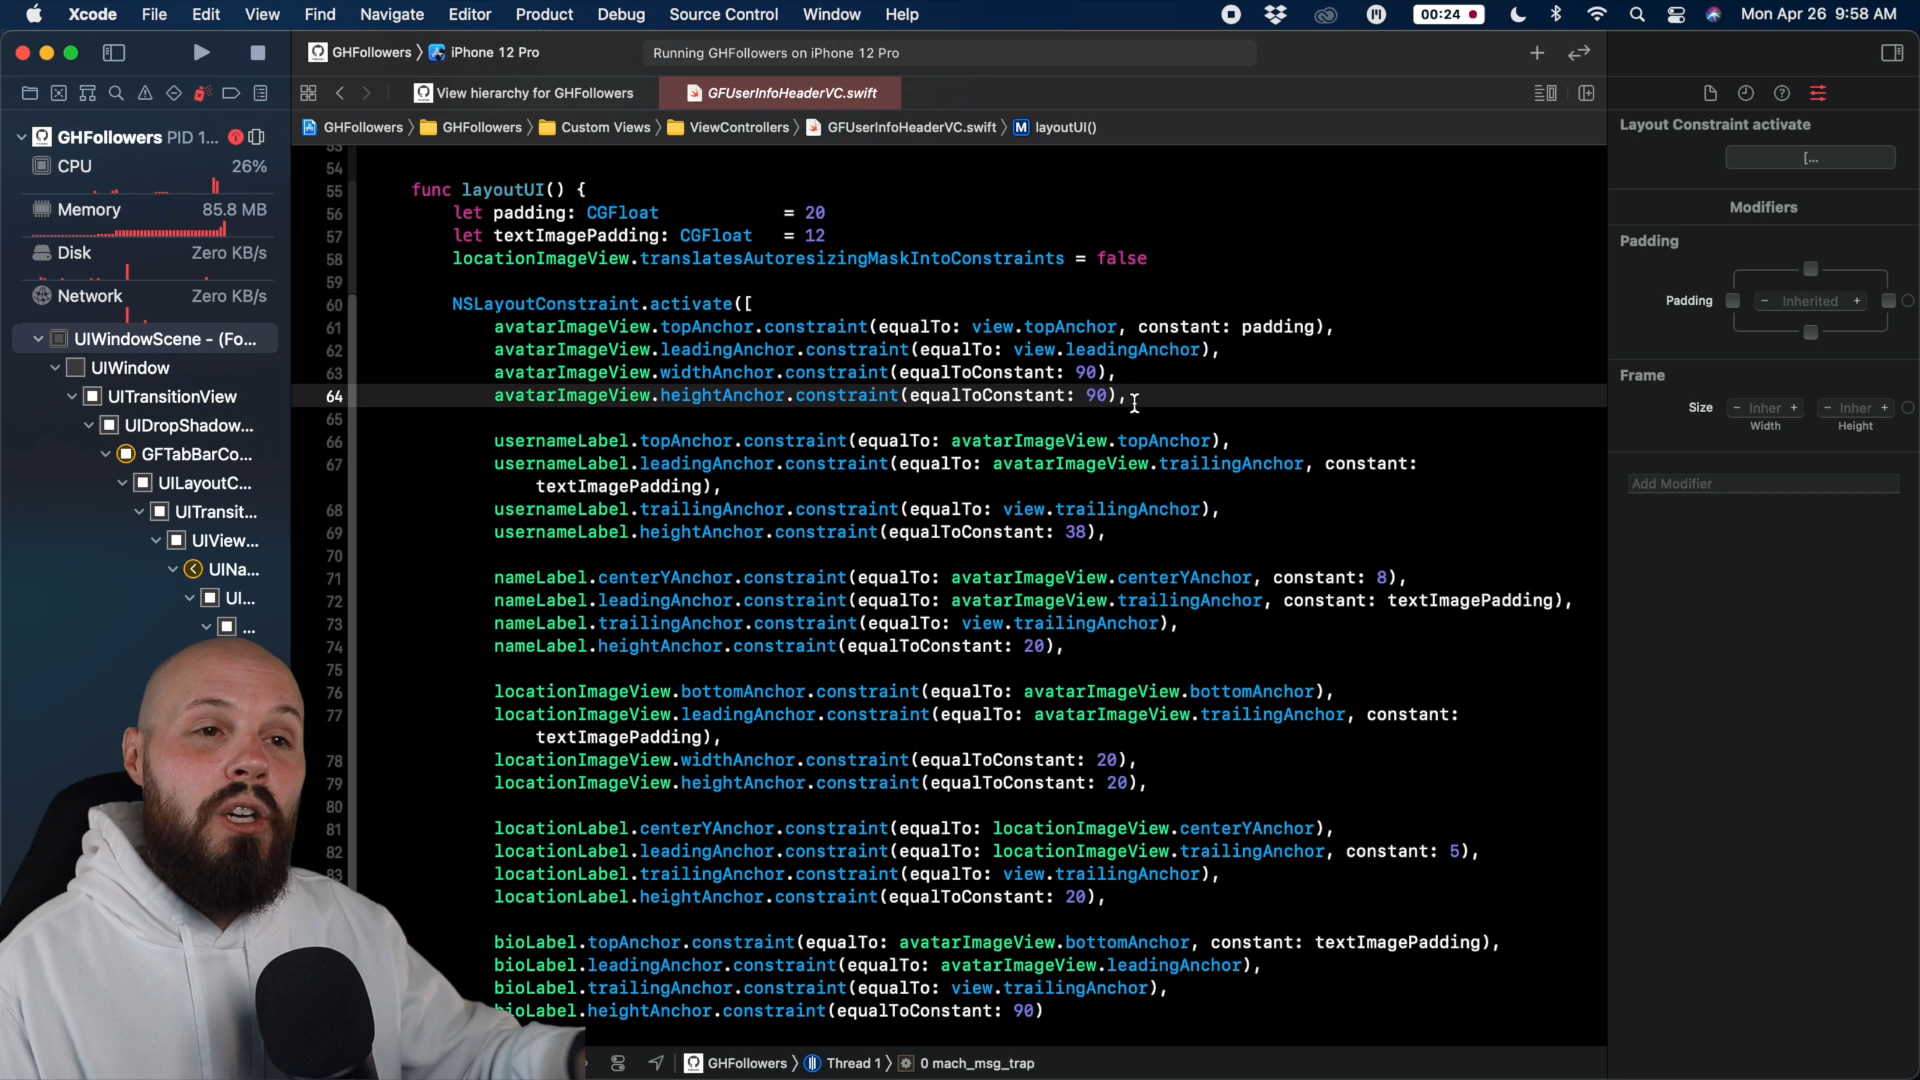 Xcode File Edit View Find Navigate Editor Product Debug Source Control Window Help 00:24 Mon Apr 26 9:58 AM
GHFollowers iPhone 12 Pro Running GHFollowers on iPhone 12 Pro
View hierarchy for GHFollowers GFUserInfoHeaderVC.swift
GHFollowers GHFollowers Custom Views ViewControllers GFUserInfoHeaderVC.swift M layoutUI()
GHFollowers PID 1...
CPU 26%
Memory 85.8 MB
Disk Zero KB/s
Network Zero KB/s
UIWindowScene - (Fo...
UIWindow
UITransitionView
UIDropShadow...
GFTabBarCo...
UILayoutC...
UITransit...
UIView...
UINa...
UI...
...
53
54
55 func layoutUI() {
56 let padding: CGFloat = 20
57 let textImagePadding: CGFloat = 12
58 locationImageView.translatesAutoresizingMaskIntoConstraints = false
59
60 NSLayoutConstraint.activate([
61 avatarImageView.topAnchor.constraint(equalTo: view.topAnchor, constant: padding),
62 avatarImageView.leadingAnchor.constraint(equalTo: view.leadingAnchor),
63 avatarImageView.widthAnchor.constraint(equalToConstant: 90),
64 avatarImageView.heightAnchor.constraint(equalToConstant: 90),
65
66 usernameLabel.topAnchor.constraint(equalTo: avatarImageView.topAnchor),
67 usernameLabel.leadingAnchor.constraint(equalTo: avatarImageView.trailingAnchor, constant:
textImagePadding),
68 usernameLabel.trailingAnchor.constraint(equalTo: view.trailingAnchor),
69 usernameLabel.heightAnchor.constraint(equalToConstant: 38),
70
71 nameLabel.centerYAnchor.constraint(equalTo: avatarImageView.centerYAnchor, constant: 8),
72 nameLabel.leadingAnchor.constraint(equalTo: avatarImageView.trailingAnchor, constant: textImagePadding),
73 nameLabel.trailingAnchor.constraint(equalTo: view.trailingAnchor),
74 nameLabel.heightAnchor.constraint(equalToConstant: 20),
75
76 locationImageView.bottomAnchor.constraint(equalTo: avatarImageView.bottomAnchor),
77 locationImageView.leadingAnchor.constraint(equalTo: avatarImageView.trailingAnchor, constant:
textImagePadding),
78 locationImageView.widthAnchor.constraint(equalToConstant: 20),
79 locationImageView.heightAnchor.constraint(equalToConstant: 20),
80
81 locationLabel.centerYAnchor.constraint(equalTo: locationImageView.centerYAnchor),
82 locationLabel.leadingAnchor.constraint(equalTo: locationImageView.trailingAnchor, constant: 5),
83 locationLabel.trailingAnchor.constraint(equalTo: view.trailingAnchor),
locationLabel.heightAnchor.constraint(equalToConstant: 20),
bioLabel.topAnchor.constraint(equalTo: avatarImageView.bottomAnchor, constant: textImagePadding),
bioLabel.leadingAnchor.constraint(equalTo: avatarImageView.leadingAnchor),
bioLabel.trailingAnchor.constraint(equalTo: view.trailingAnchor),
bioLabel.heightAnchor.constraint(equalToConstant: 90)
GHFollowers Thread 1 0 mach_msg_trap
Layout Constraint activate
[...
Modifiers
Padding
Padding − Inherited +
Frame
Size − Inher + − Inher +
Width Height
Add Modifier